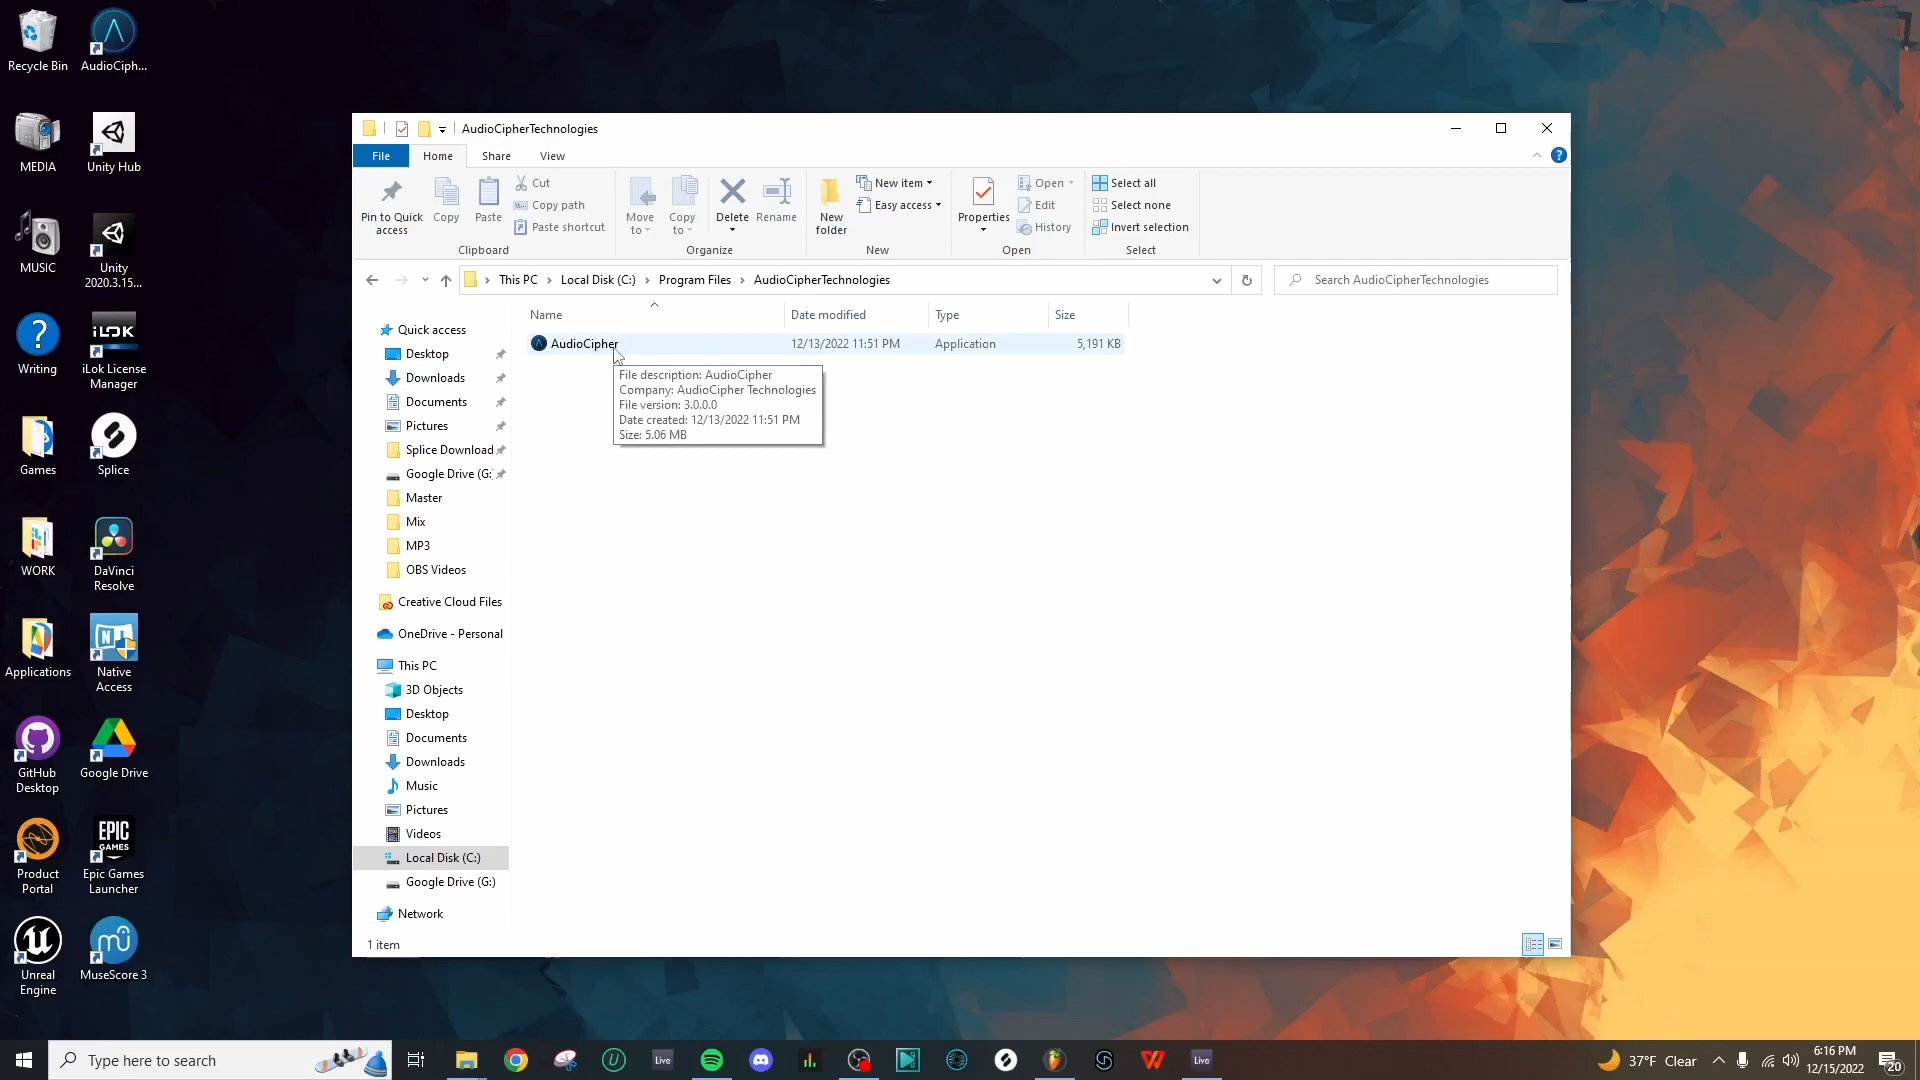 Recycle Bin
AudioCiph...
MEDIA
Unity Hub
MUSIC
Unity
2020.3.15...
Writing
iLOK
iLok License
Manager
Games
Splice
WORK
DaVinci
Resolve
Applications
Native
Access
GitHub
Desktop
Google Drive
Product
Portal
EPIC
GAMES
Epic Games
Launcher
Unreal
Engine
MuseScore 3
AudioCipherTechnologies
File
Home
Share
View
Pin to Quick
access
Copy
Paste
Cut
Copy path
Paste shortcut
Clipboard
Move
to
Copy
to
Delete
Rename
Organize
New
folder
New item
Easy access
New
Properties
Open
Edit
History
Open
Select all
Select none
Invert selection
Select
This PC > Local Disk (C:) > Program Files > AudioCipherTechnologies
Search AudioCipherTechnologies
Name Date modified Type Size
AudioCipher 12/13/2022 11:51 PM Application 5,191 KB
File description: AudioCipher
Company: AudioCipher Technologies
File version: 3.0.0.0
Date created: 12/13/2022 11:51 PM
Size: 5.06 MB
Quick access
Desktop
Downloads
Documents
Pictures
Splice Download
Google Drive (G:
Master
Mix
MP3
OBS Videos
Creative Cloud Files
OneDrive - Personal
This PC
3D Objects
Desktop
Documents
Downloads
Music
Pictures
Videos
Local Disk (C:)
Google Drive (G:)
Network
1 item
Type here to search
Live
Live
37°F Clear
6:16 PM
12/15/2022
20